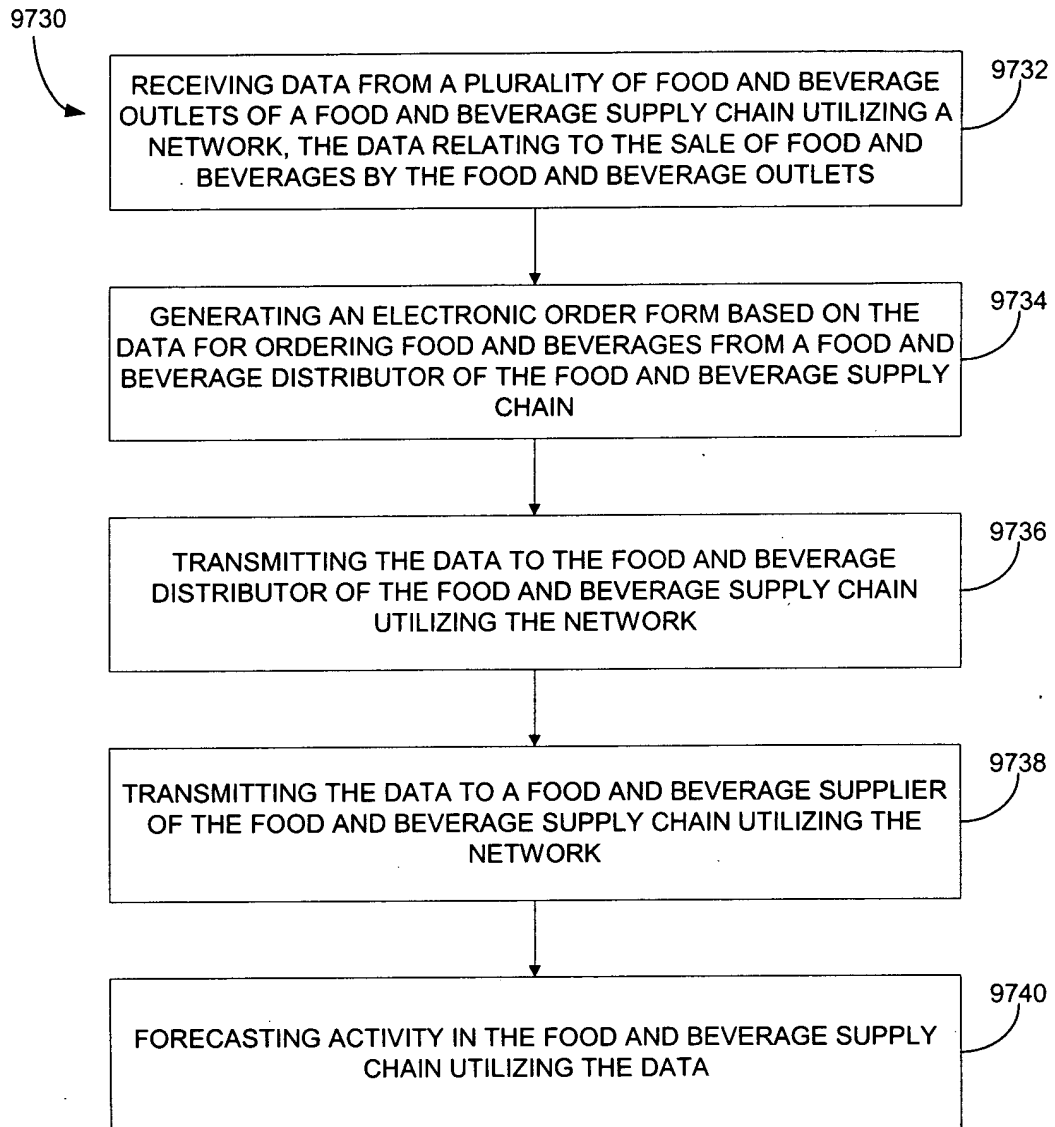 9730
RECEIVING DATA FROM A PLURALITY OF FOOD AND BEVERAGE
OUTLETS OF A FOOD AND BEVERAGE SUPPLY CHAIN UTILIZING A
NETWORK, THE DATA RELATING TO THE SALE OF FOOD AND
BEVERAGES BY THE FOOD AND BEVERAGE OUTLETS
9732
GENERATING AN ELECTRONIC ORDER FORM BASED ON THE
DATA FOR ORDERING FOOD AND BEVERAGES FROM A FOOD AND
BEVERAGE DISTRIBUTOR OF THE FOOD AND BEVERAGE SUPPLY
CHAIN
9734
TRANSMITTING THE DATA TO THE FOOD AND BEVERAGE
DISTRIBUTOR OF THE FOOD AND BEVERAGE SUPPLY CHAIN
UTILIZING THE NETWORK
9736
TRANSMITTING THE DATA TO A FOOD AND BEVERAGE SUPPLIER
OF THE FOOD AND BEVERAGE SUPPLY CHAIN UTILIZING THE
NETWORK
9738
FORECASTING ACTIVITY IN THE FOOD AND BEVERAGE SUPPLY
CHAIN UTILIZING THE DATA
9740